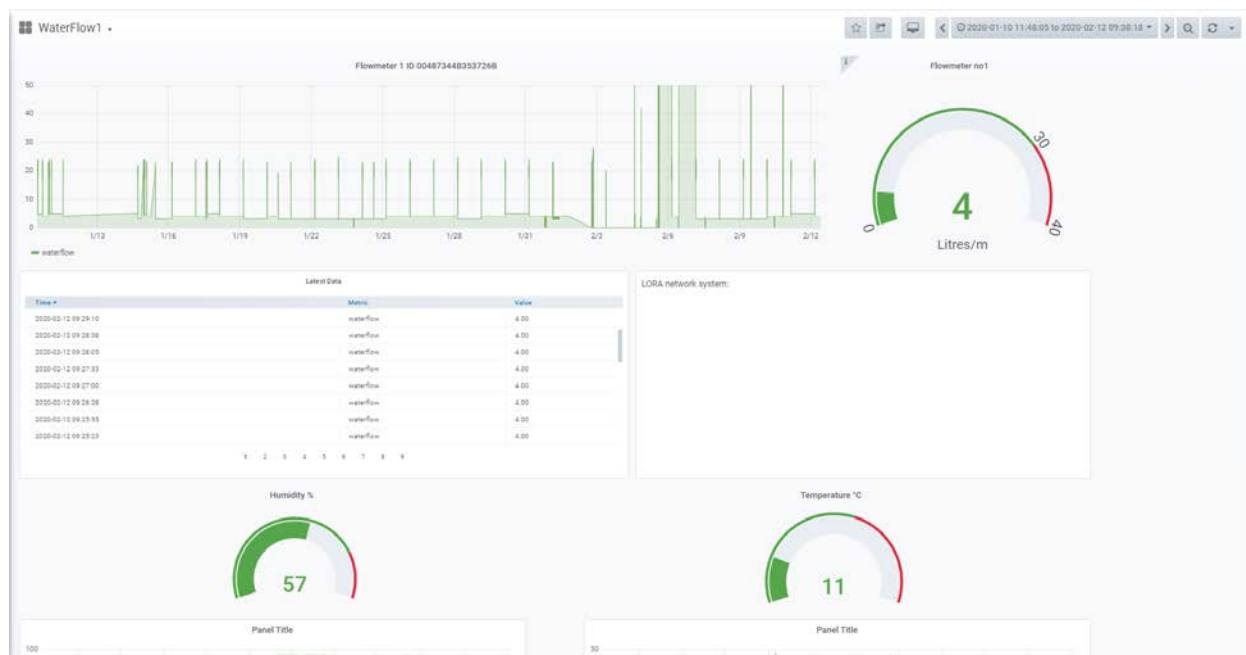 WaterFlow1
2020-01-10 11:48:05 to 2020-02-12 09:38:18
Flowmeter 1 ID 004873448353726B
50
40
30
20
10
0
1/13 1/16 1/19 1/22 1/25 1/28 1/31 2/3 2/6 2/9 2/12
waterflow
i
Flowmeter no1
0
30
40
4
Litres/m
Latest Data
Time Metric Value
2020-02-12 09:29:10 waterflow 4.00
2020-02-12 09:28:38 waterflow 4.00
2020-02-12 09:28:05 waterflow 4.00
2020-02-12 09:27:33 waterflow 4.00
2020-02-12 09:27:00 waterflow 4.00
2020-02-12 09:26:28 waterflow 4.00
2020-02-12 09:25:55 waterflow 4.00
2020-02-12 09:25:23 waterflow 4.00
1 2 3 4 5 6 7 8 9
LORA network system:
Humidity %
57
Temperature °C
11
Panel Title
100
Panel Title
30